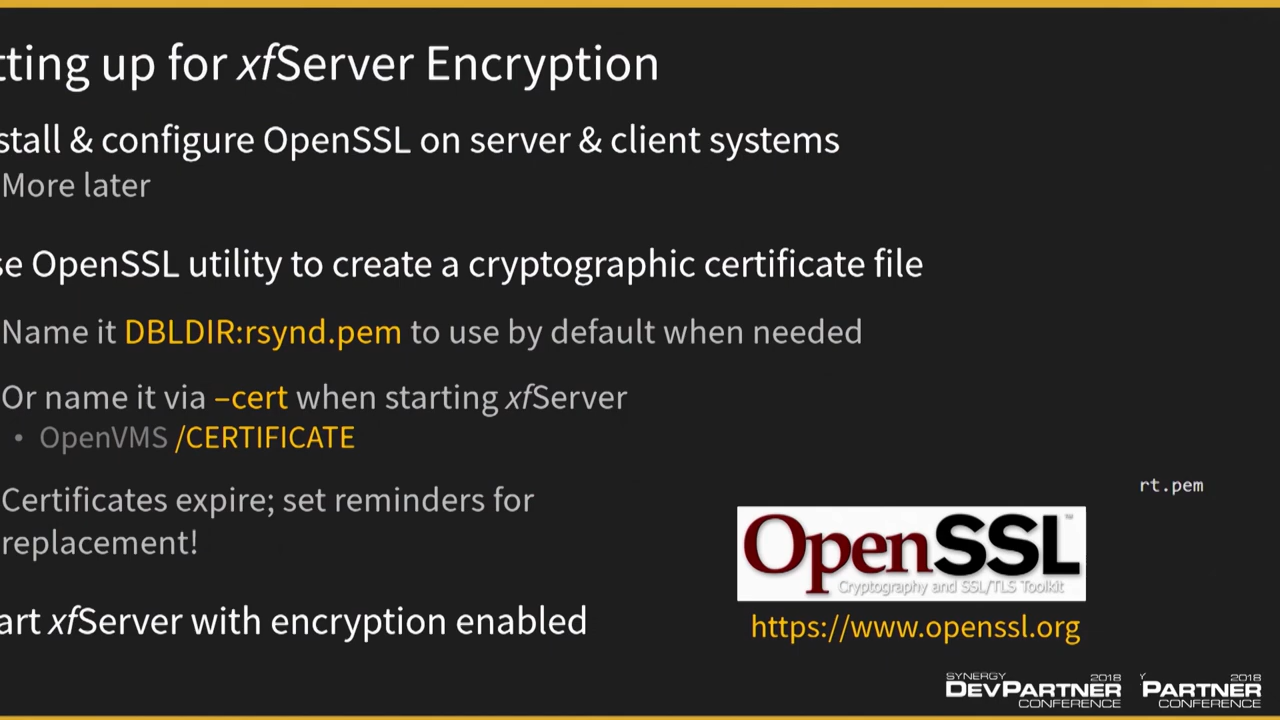 tting up for xfServer Encryption
stall & configure OpenSSL on server & client systems
More later
se OpenSSL utility to create a cryptographic certificate file
Name it DBLDIR:rsynd.pem to use by default when needed
Or name it via –cert when starting xfServer
• OpenVMS /CERTIFICATE
Certificates expire; set reminders for
replacement!
rt.pem
OpenSSL™
Cryptography and SSL/TLS Toolkit
art xfServer with encryption enabled
https://www.openssl.org
SYNERGY 2018
DEVPARTNER
CONFERENCE
Y 2018
PARTNER
CONFERENCE